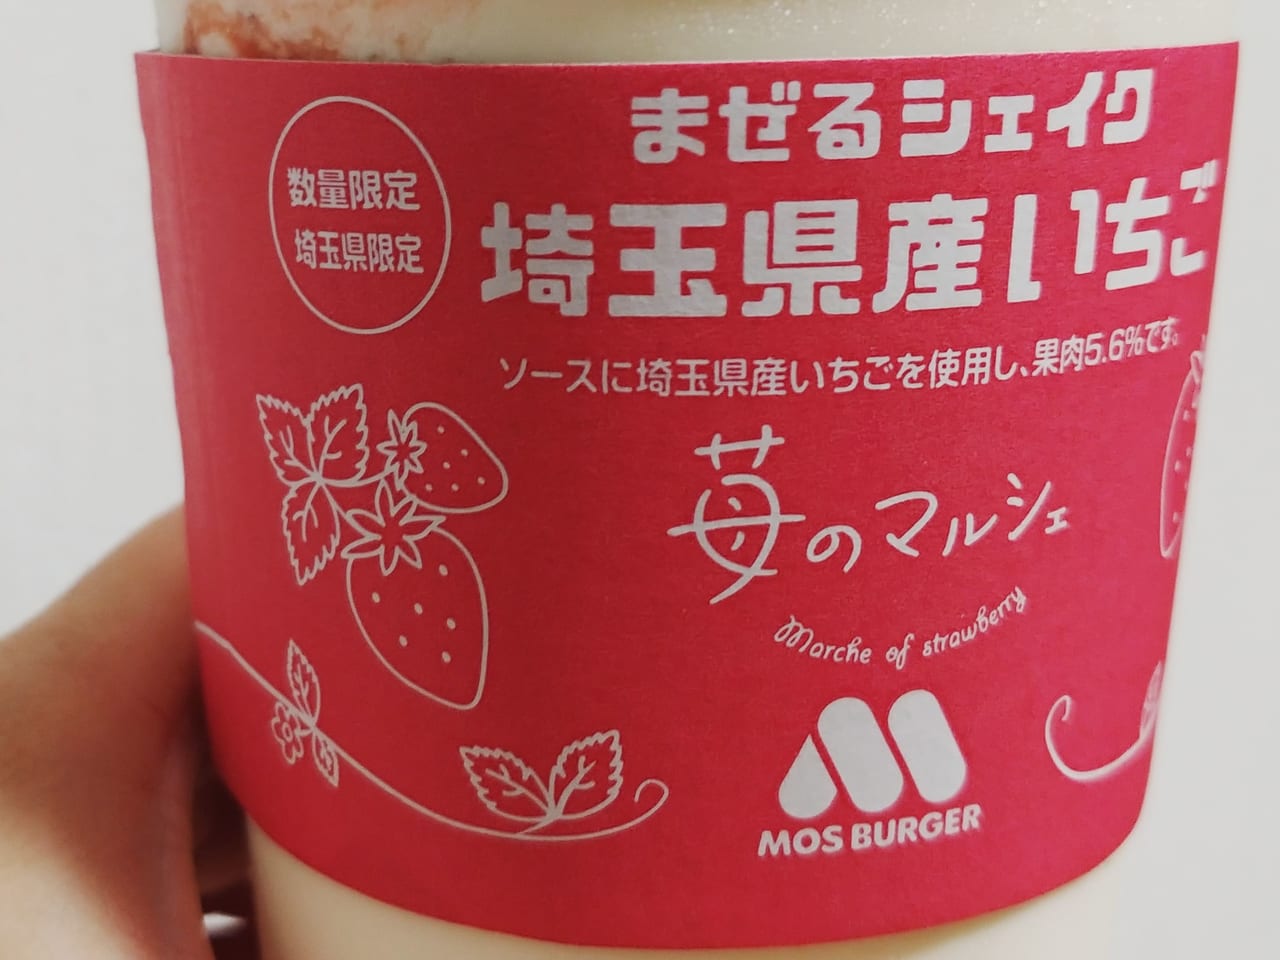 数量限定
埼玉県限定
まぜるシェイク
埼玉県産いちご
ソースに埼玉県産いちごを使用し、果肉5.6%です。
苺のマルシェ
Marche of strawberry
MOS BURGER